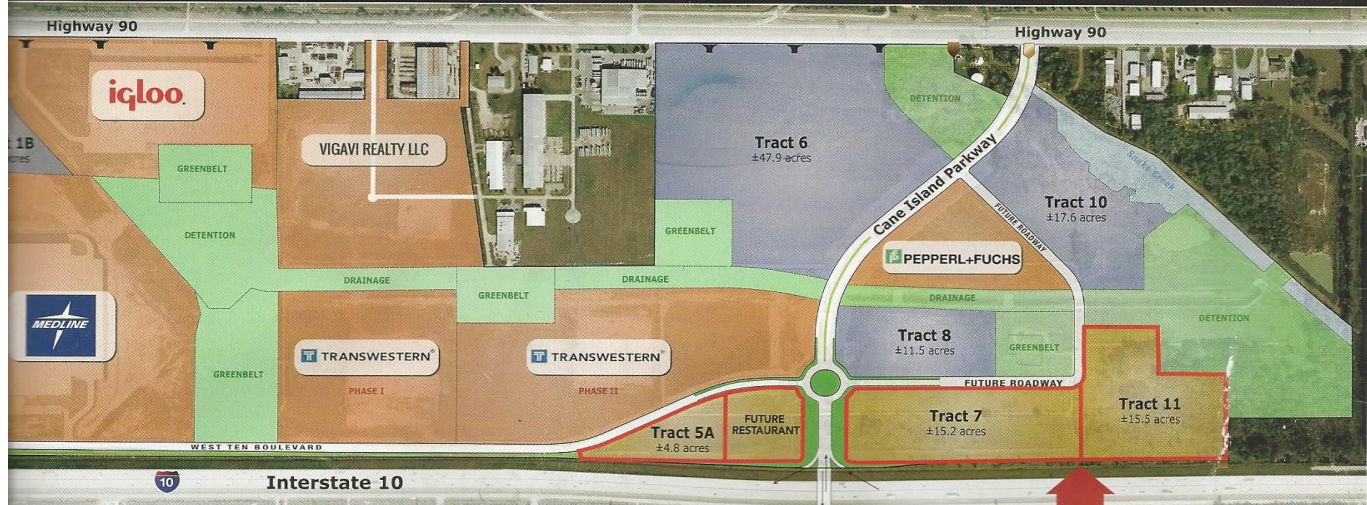 Highway 90
Highway 90
igloo
1B
VIGAVI REALTY LLC
GREENBELT
DETENTION
Tract 6
±47.9 acres
DETENTION
Cane Island Parkway
Snake Creek
Tract 10
±17.6 acres
FUTURE ROADWAY
GREENBELT
PEPPERL+FUCHS
DRAINAGE
DRAINAGE
GREENBELT
DRAINAGE
DETENTION
MEDLINE
TRANSWESTERN®
TRANSWESTERN®
Tract 8
±11.5 acres
GREENBELT
GREENBELT
PHASE I
PHASE II
FUTURE ROADWAY
Tract 5A
±4.8 acres
FUTURE
RESTAURANT
Tract 7
±15.2 acres
Tract 11
±15.5 acres
WEST TEN BOULEVARD
10
Interstate 10